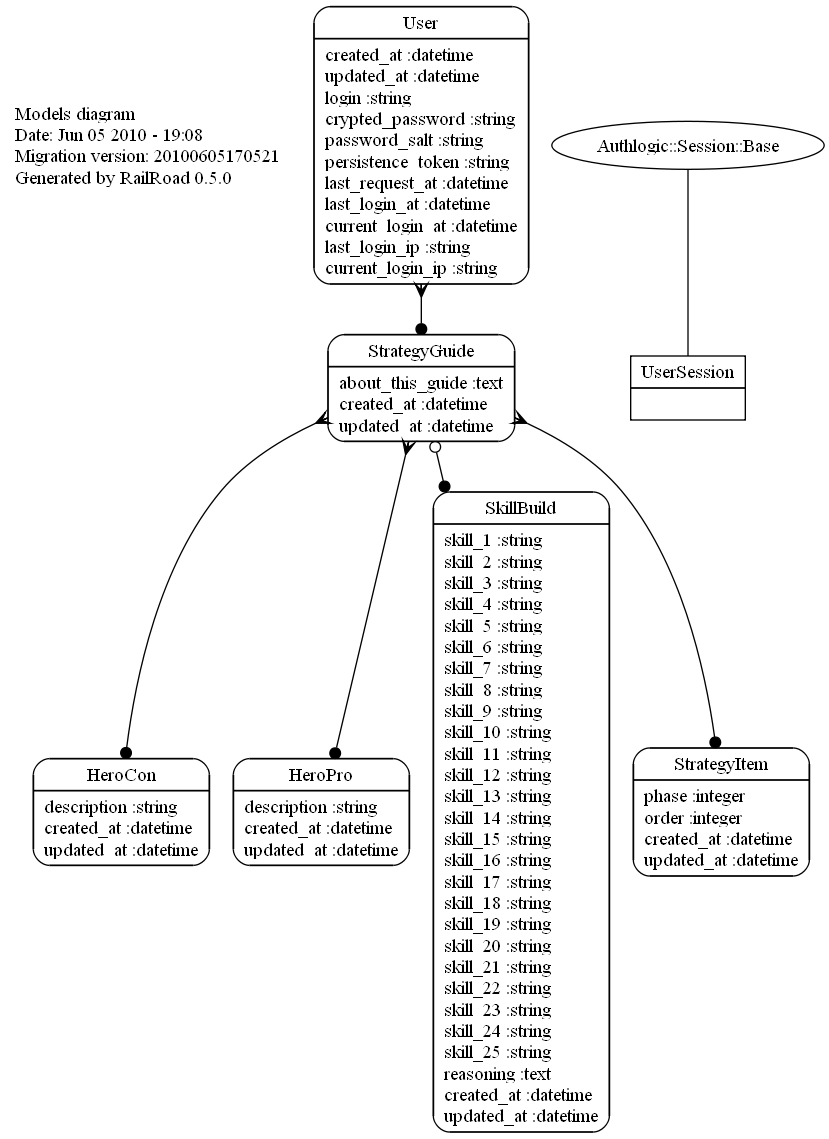 Models diagram
Date: Jun 05 2010 - 19:08
Migration version: 20100605170521
Generated by RailRoad 0.5.0
User
created_at :datetime
updated_at :datetime
login :string
crypted_password :string
password_salt :string
persistence_token :string
last_request_at :datetime
last_login_at :datetime
current_login_at :datetime
last_login_ip :string
current_login_ip :string
Authlogic::Session::Base
UserSession
StrategyGuide
about_this_guide :text
created_at :datetime
updated_at :datetime
HeroCon
description :string
created_at :datetime
updated_at :datetime
HeroPro
description :string
created_at :datetime
updated_at :datetime
SkillBuild
skill_1 :string
skill_2 :string
skill_3 :string
skill_4 :string
skill_5 :string
skill_6 :string
skill_7 :string
skill_8 :string
skill_9 :string
skill_10 :string
skill_11 :string
skill_12 :string
skill_13 :string
skill_14 :string
skill_15 :string
skill_16 :string
skill_17 :string
skill_18 :string
skill_19 :string
skill_20 :string
skill_21 :string
skill_22 :string
skill_23 :string
skill_24 :string
skill_25 :string
reasoning :text
created_at :datetime
updated_at :datetime
StrategyItem
phase :integer
order :integer
created_at :datetime
updated_at :datetime